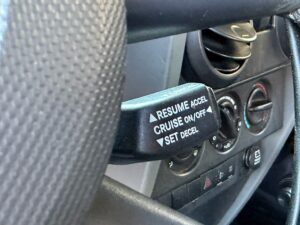 ▲RESUME ACCEL
CRUISE ON/OFF◀
▼SET DECEL